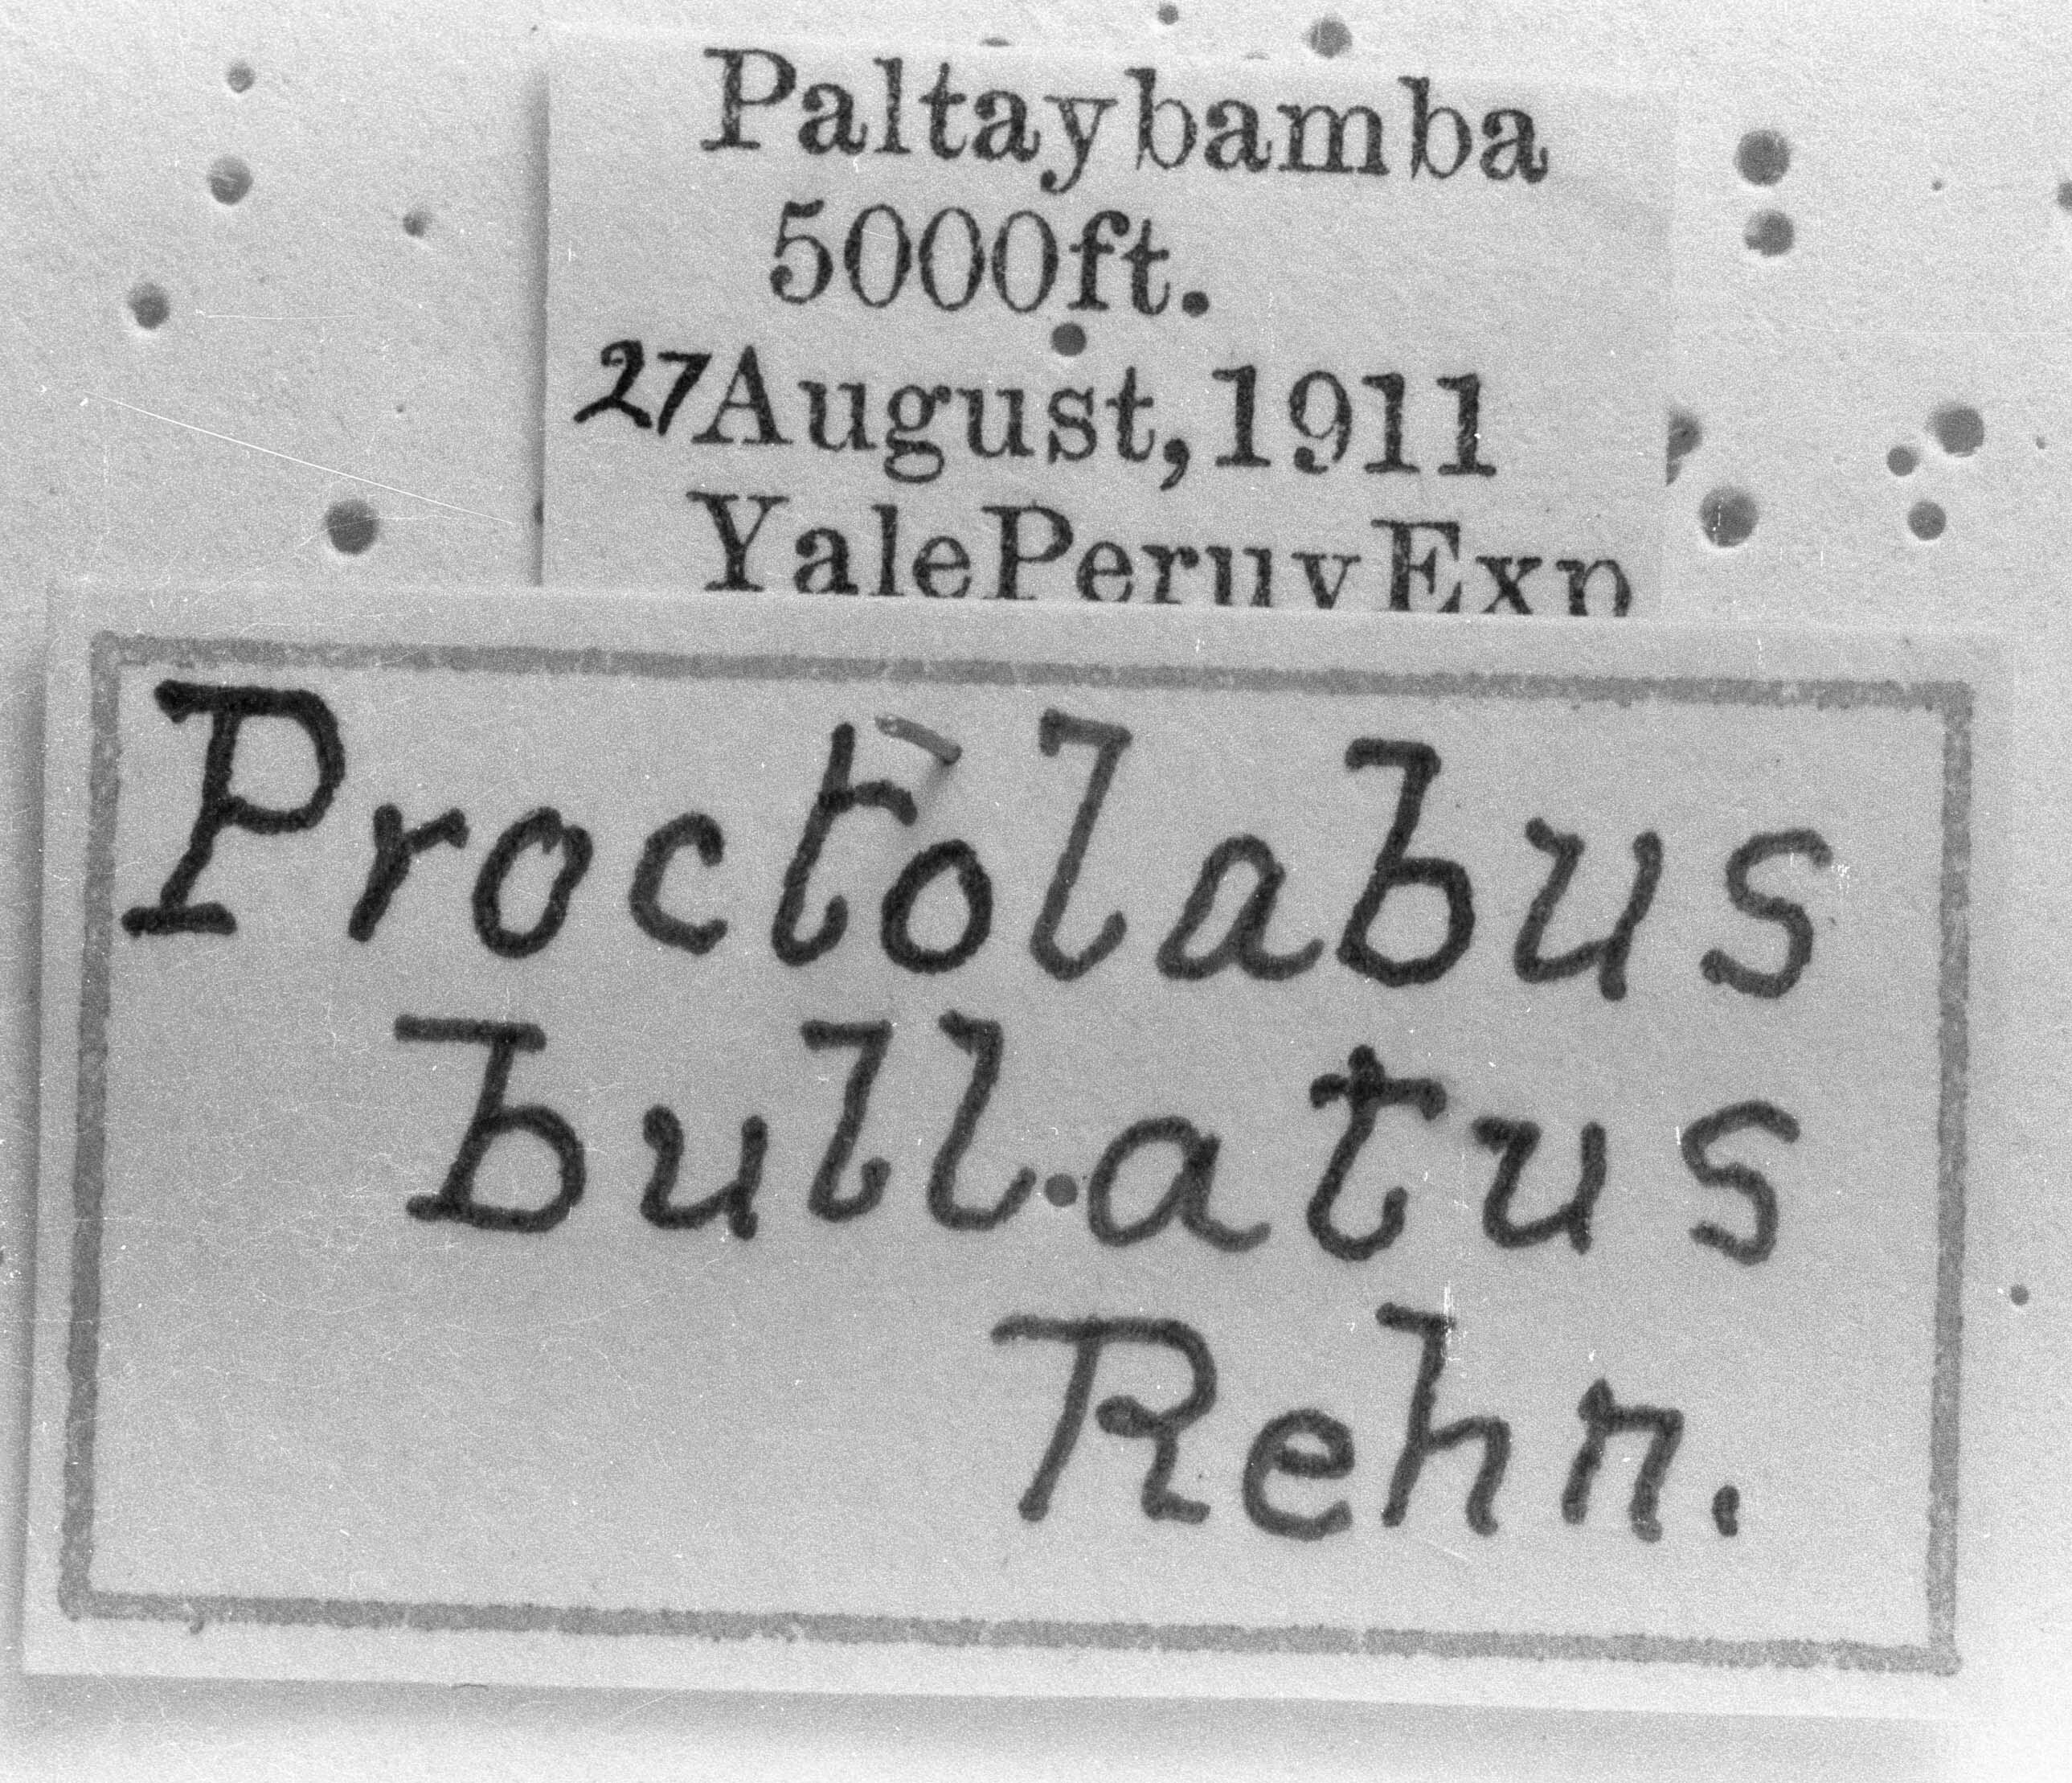 Paltaybamba
5000ft.
27August,1911
YalePeruvExp
Proctolabus
bullatus
Rehn.